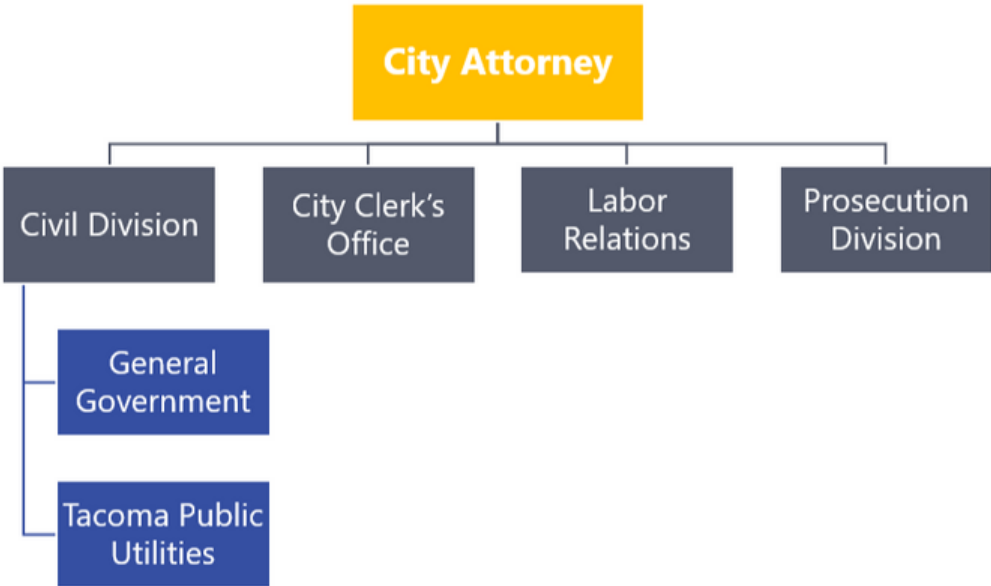 City Attorney
Civil Division
City Clerk's
Office
Labor
Relations
Prosecution
Division
General
Government
Tacoma Public
Utilities